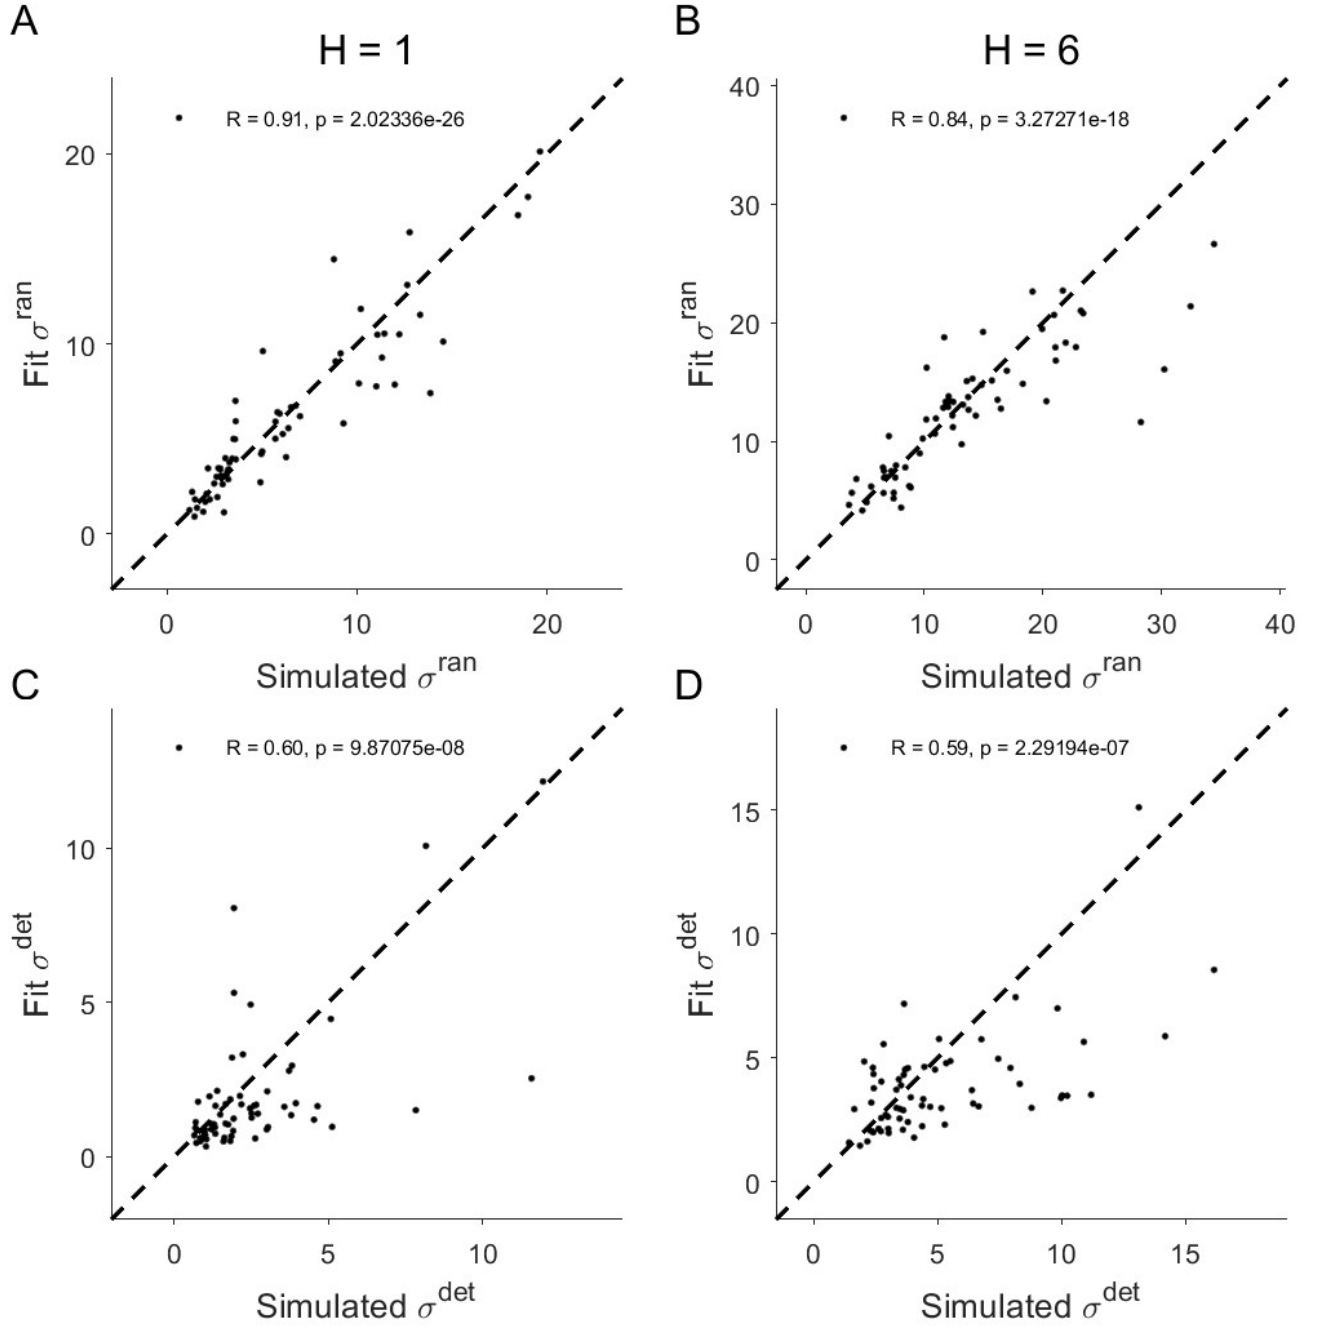 A
H = 1
R = 0.91, p = 2.02336e-26
20
10
0
Fit σ^ran
0 10 20
Simulated σ^ran
B
H = 6
R = 0.84, p = 3.27271e-18
40
30
20
10
0
Fit σ^ran
0 10 20 30 40
Simulated σ^ran
C
R = 0.60, p = 9.87075e-08
10
5
0
Fit σ^det
0 5 10
Simulated σ^det
D
R = 0.59, p = 2.29194e-07
15
10
5
0
Fit σ^det
0 5 10 15
Simulated σ^det